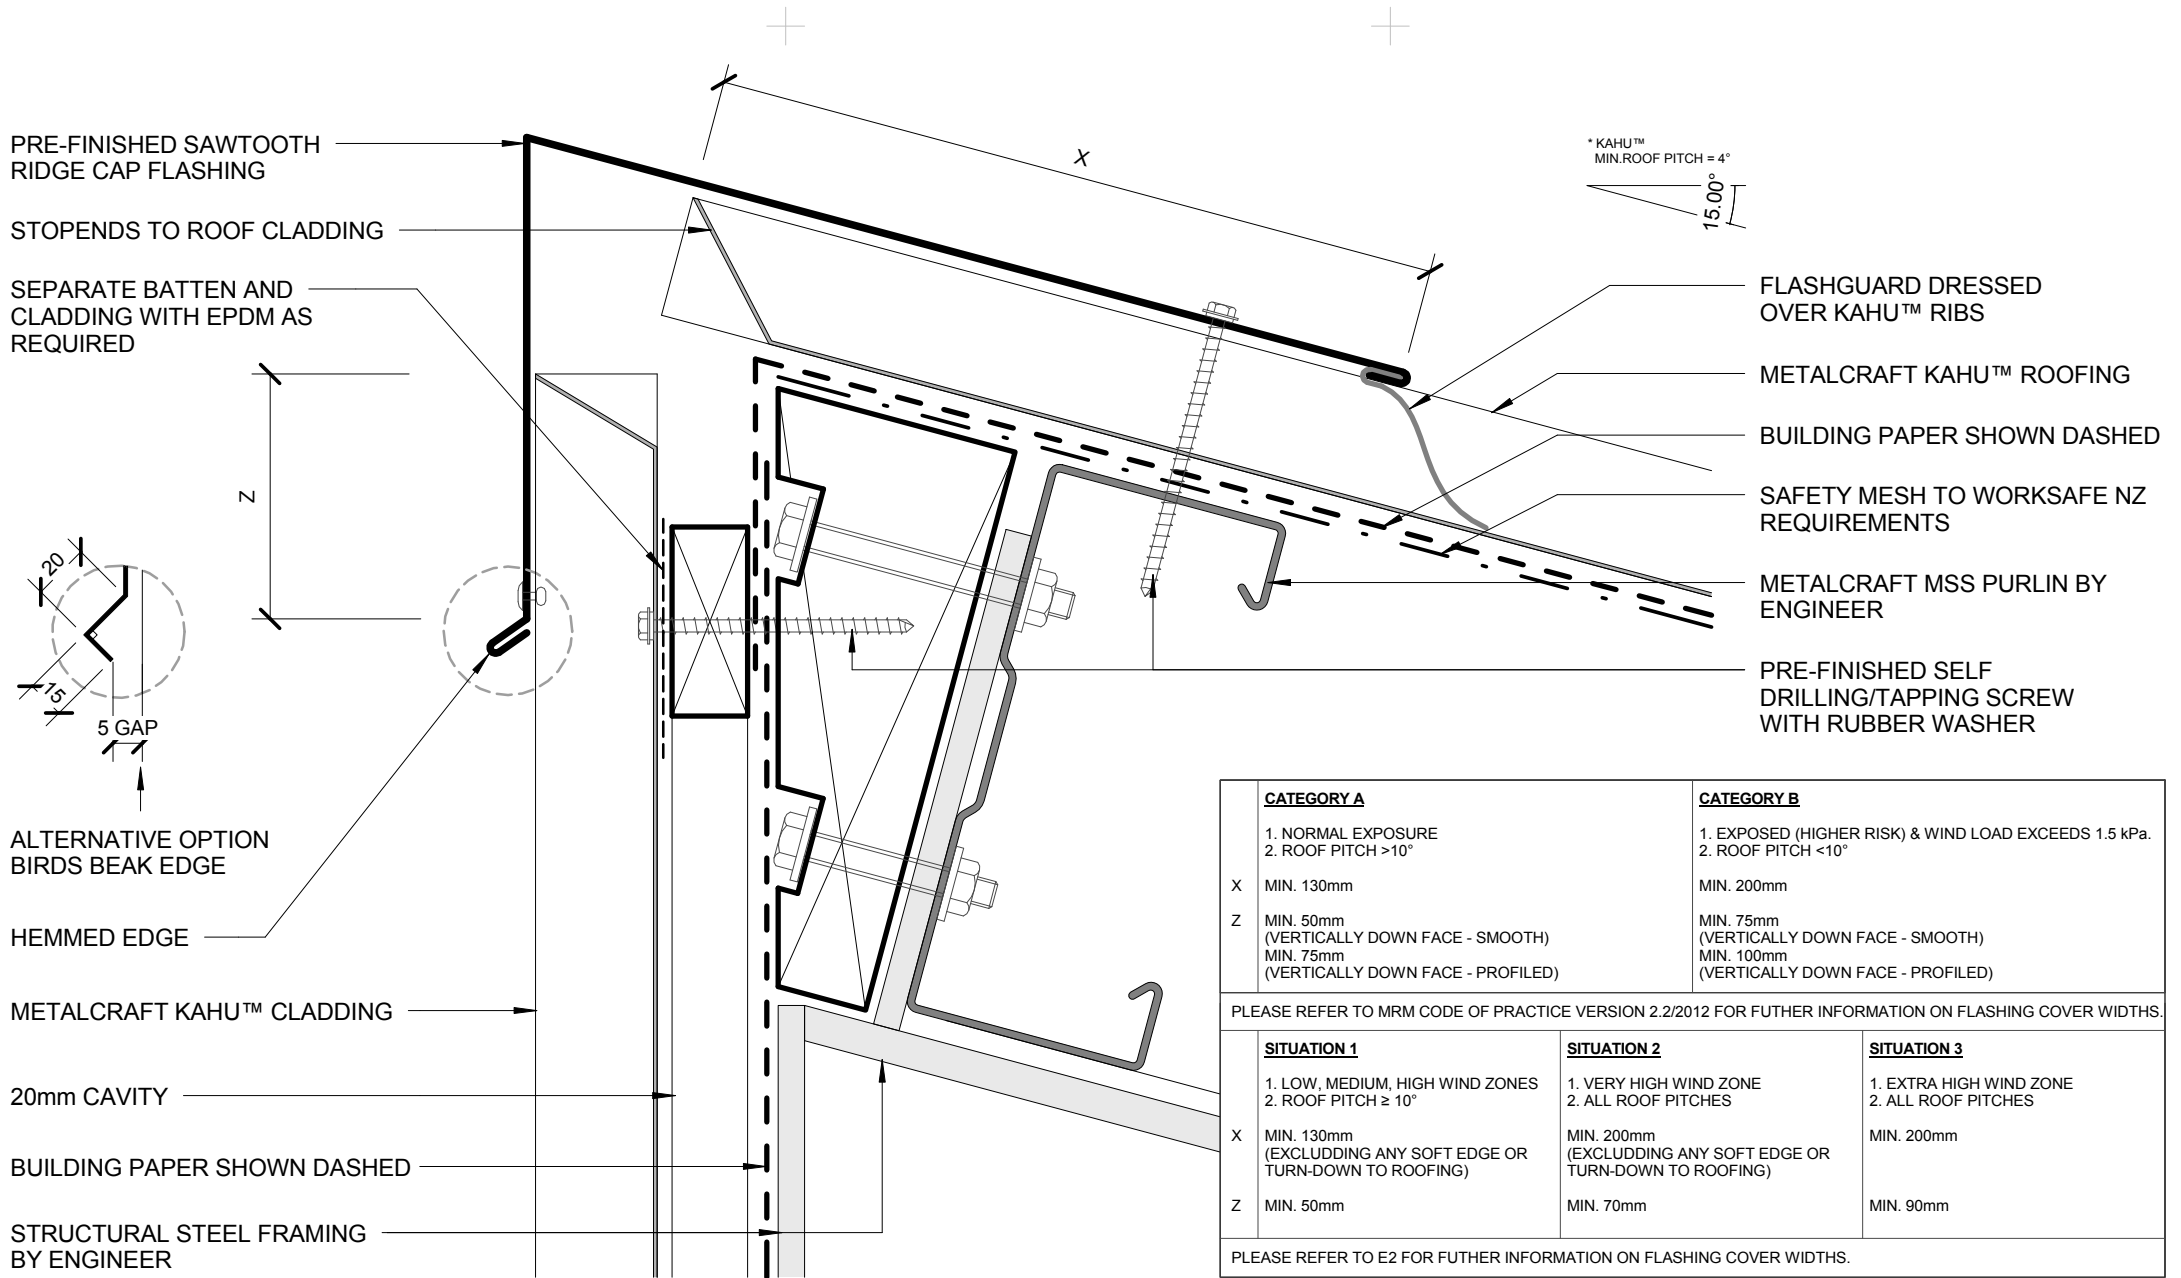 X
* KAHU™
MIN.ROOF PITCH = 4°
15.00°
PRE-FINISHED SAWTOOTH
RIDGE CAP FLASHING
STOPENDS TO ROOF CLADDING
SEPARATE BATTEN AND
CLADDING WITH EPDM AS
REQUIRED
Z
20
15
5 GAP
ALTERNATIVE OPTION
BIRDS BEAK EDGE
HEMMED EDGE
METALCRAFT KAHU™ CLADDING
20mm CAVITY
BUILDING PAPER SHOWN DASHED
STRUCTURAL STEEL FRAMING
BY ENGINEER
FLASHGUARD DRESSED
OVER KAHU™ RIBS
METALCRAFT KAHU™ ROOFING
BUILDING PAPER SHOWN DASHED
SAFETY MESH TO WORKSAFE NZ
REQUIREMENTS
METALCRAFT MSS PURLIN BY
ENGINEER
PRE-FINISHED SELF
DRILLING/TAPPING SCREW
WITH RUBBER WASHER
CATEGORY A
1. NORMAL EXPOSURE
2. ROOF PITCH >10°
CATEGORY B
1. EXPOSED (HIGHER RISK) & WIND LOAD EXCEEDS 1.5 kPa.
2. ROOF PITCH <10°
X MIN. 130mm MIN. 200mm
Z MIN. 50mm
(VERTICALLY DOWN FACE - SMOOTH)
MIN. 75mm
(VERTICALLY DOWN FACE - PROFILED)
MIN. 75mm
(VERTICALLY DOWN FACE - SMOOTH)
MIN. 100mm
(VERTICALLY DOWN FACE - PROFILED)
PLEASE REFER TO MRM CODE OF PRACTICE VERSION 2.2/2012 FOR FUTHER INFORMATION ON FLASHING COVER WIDTHS.
SITUATION 1
1. LOW, MEDIUM, HIGH WIND ZONES
2. ROOF PITCH ≥ 10°
SITUATION 2
1. VERY HIGH WIND ZONE
2. ALL ROOF PITCHES
SITUATION 3
1. EXTRA HIGH WIND ZONE
2. ALL ROOF PITCHES
X MIN. 130mm
(EXCLUDDING ANY SOFT EDGE OR
TURN-DOWN TO ROOFING)
MIN. 200mm
(EXCLUDDING ANY SOFT EDGE OR
TURN-DOWN TO ROOFING)
MIN. 200mm
Z MIN. 50mm MIN. 70mm MIN. 90mm
PLEASE REFER TO E2 FOR FUTHER INFORMATION ON FLASHING COVER WIDTHS.